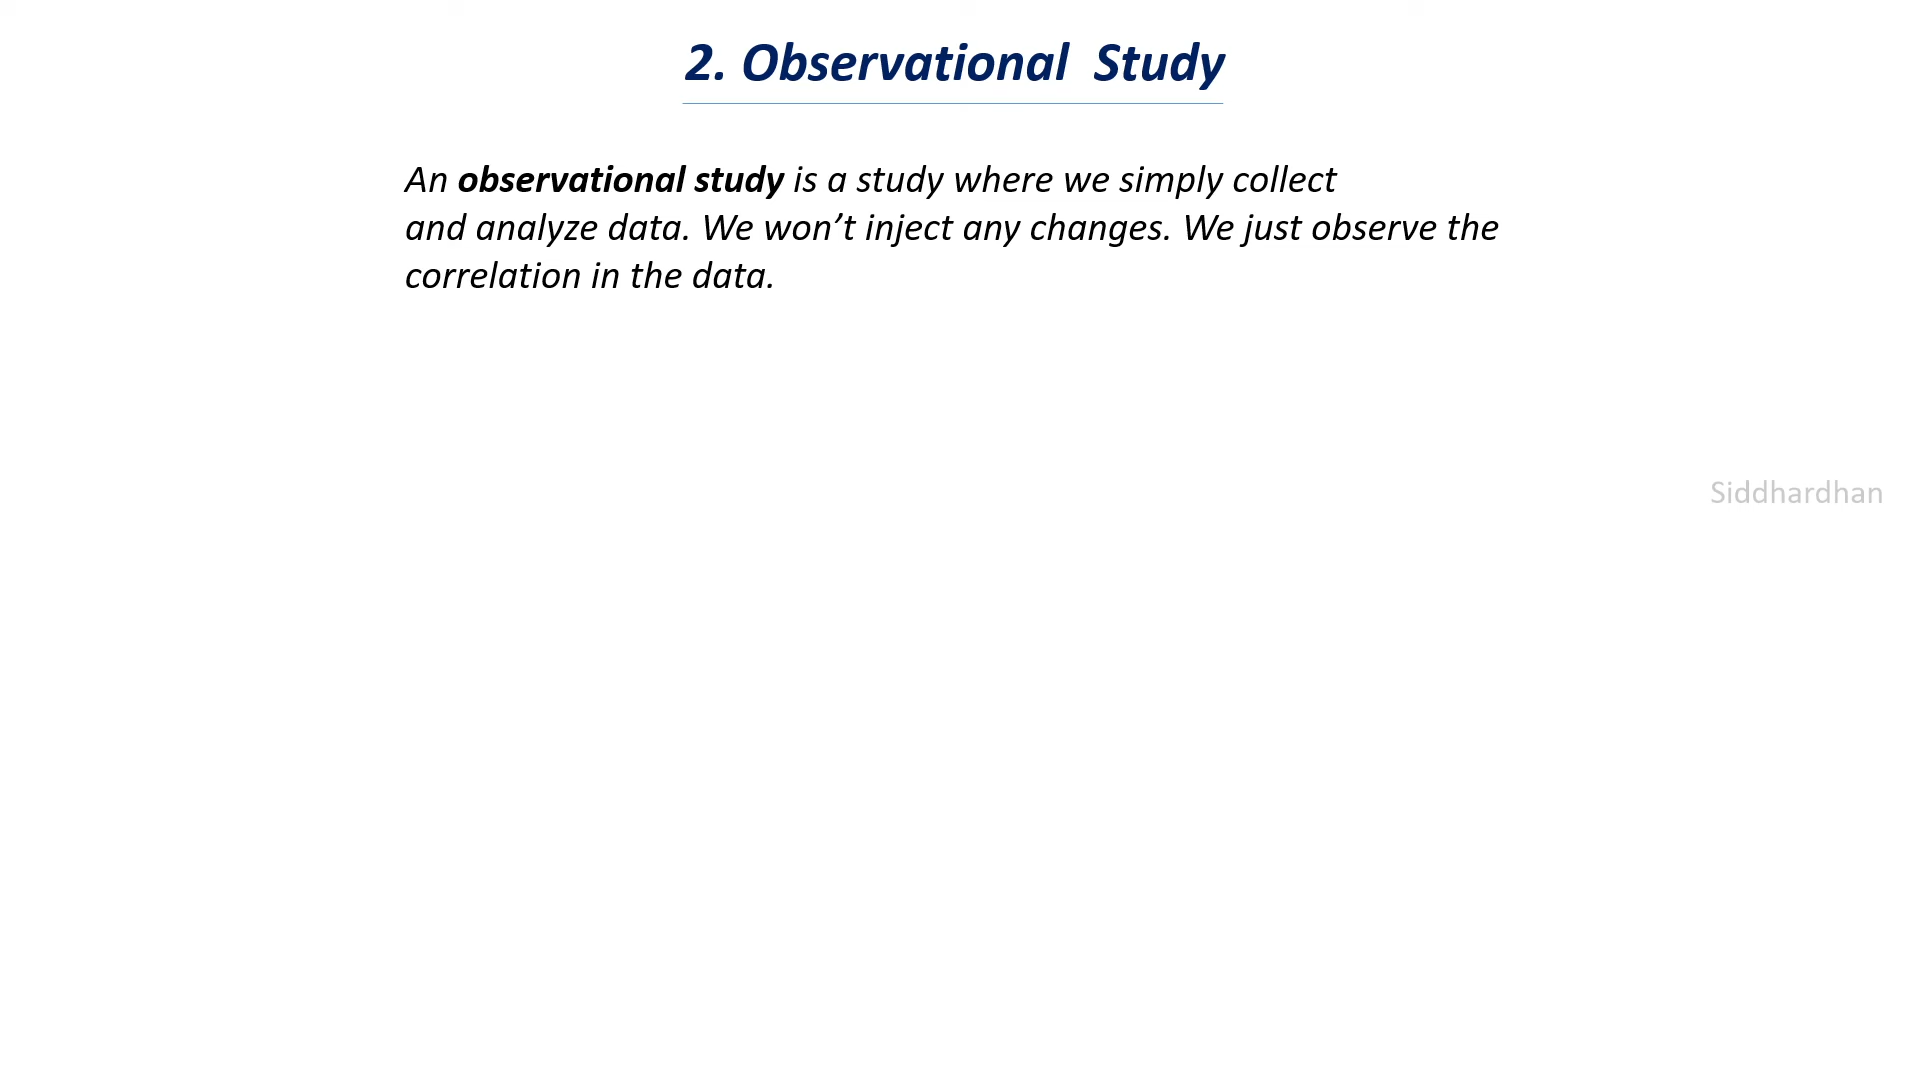 2. Observational Study
An observational study is a study where we simply collect
and analyze data. We won’t inject any changes. We just observe the
correlation in the data.
Siddhardhan